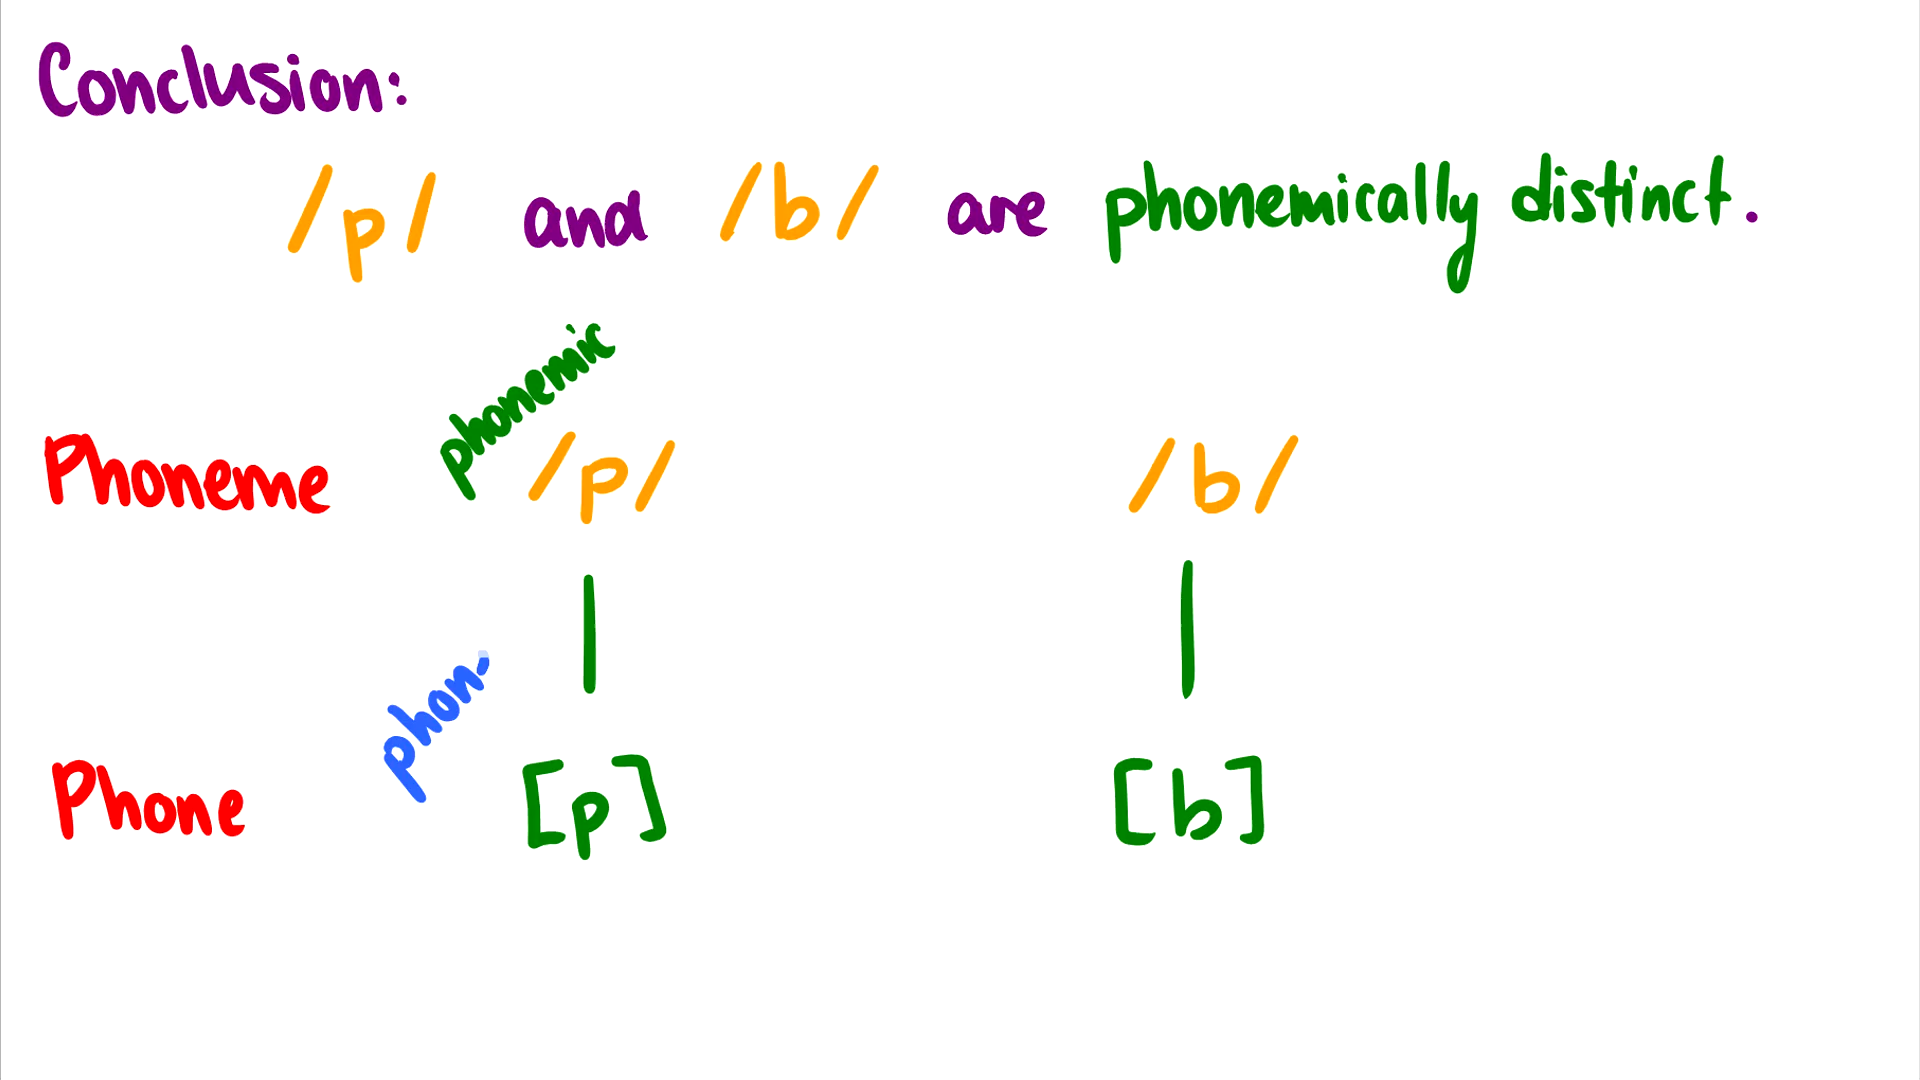 Conclusion:
/p/ and /b/ are phonemically distinct.
phonemic
Phoneme /p/ /b/
phon
Phone [p] [b]